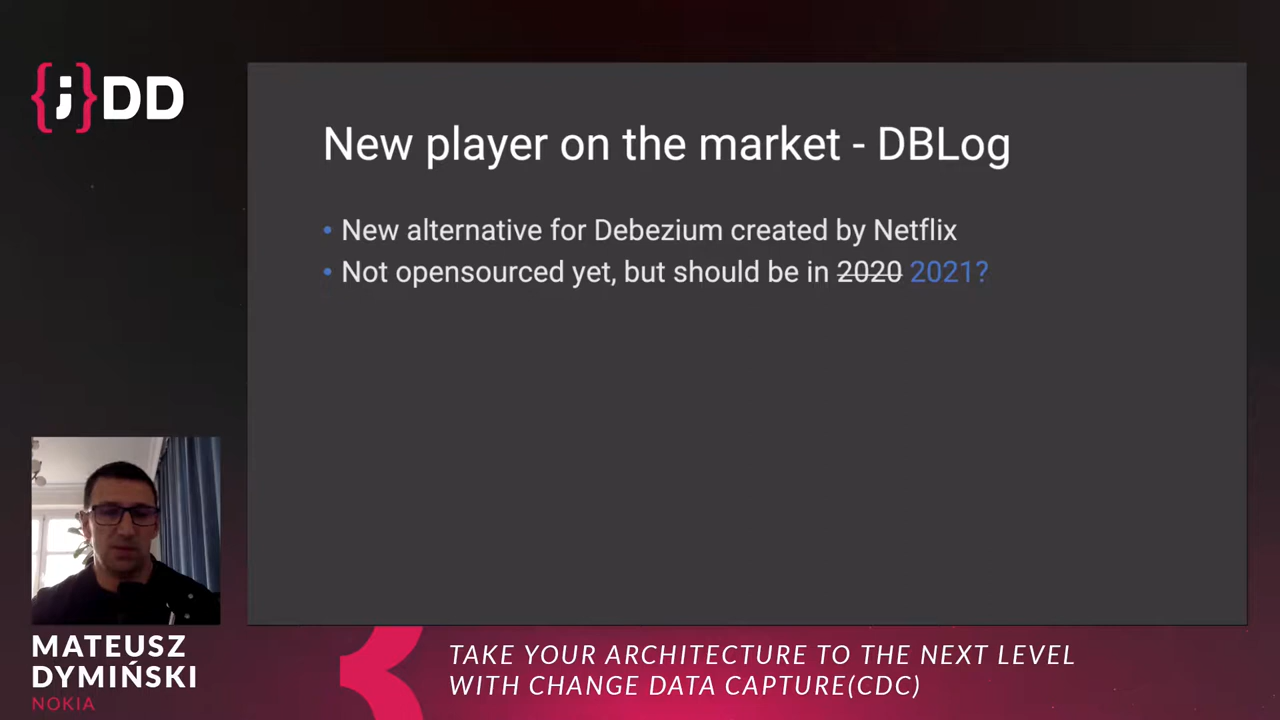 {;}DD
New player on the market - DBLog
• New alternative for Debezium created by Netflix
• Not opensourced yet, but should be in 2020 2021?
MATEUSZ
DYMIŃSKI
NOKIA
TAKE YOUR ARCHITECTURE TO THE NEXT LEVEL
WITH CHANGE DATA CAPTURE(CDC)